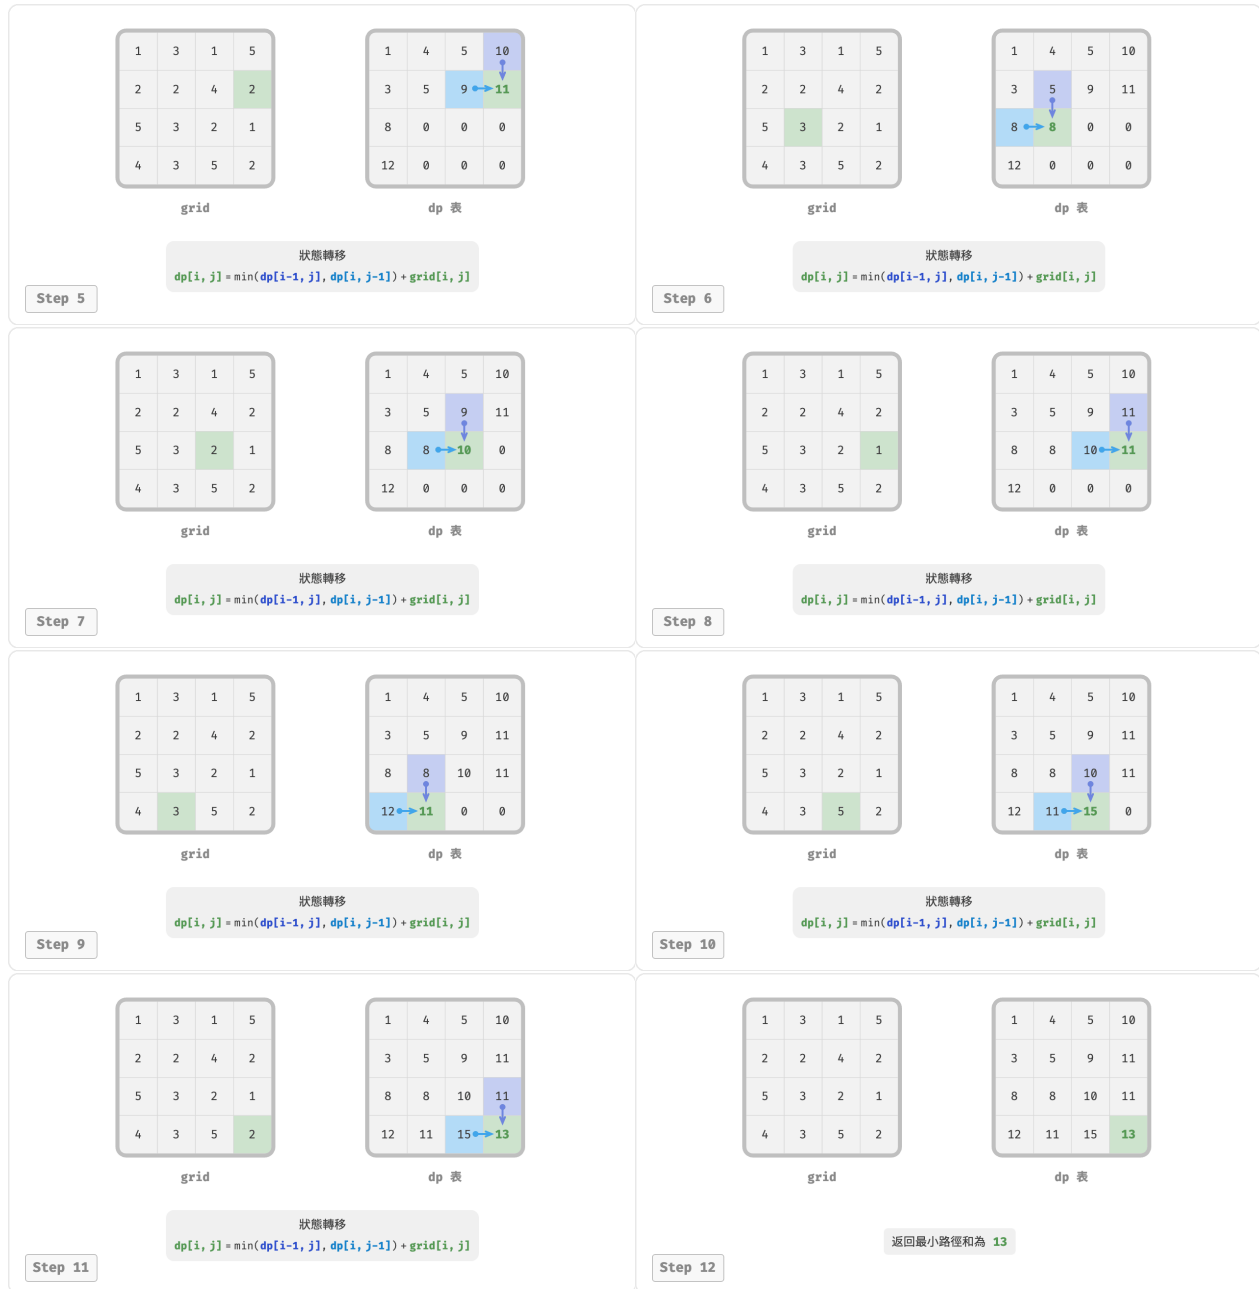 1 3 1 5 1 4 5 10
2 2 4 2 3 5 9 11
5 3 2 1 8 0 0 0
4 3 5 2 12 0 0 0
grid dp 表
狀態轉移
dp[i, j] = min(dp[i-1, j], dp[i, j-1]) + grid[i, j]
Step 5
1 3 1 5 1 4 5 10
2 2 4 2 3 5 9 11
5 3 2 1 8 8 0 0
4 3 5 2 12 0 0 0
grid dp 表
狀態轉移
dp[i, j] = min(dp[i-1, j], dp[i, j-1]) + grid[i, j]
Step 6
1 3 1 5 1 4 5 10
2 2 4 2 3 5 9 11
5 3 2 1 8 8 10 0
4 3 5 2 12 0 0 0
grid dp 表
狀態轉移
dp[i, j] = min(dp[i-1, j], dp[i, j-1]) + grid[i, j]
Step 7
1 3 1 5 1 4 5 10
2 2 4 2 3 5 9 11
5 3 2 1 8 8 10 11
4 3 5 2 12 0 0 0
grid dp 表
狀態轉移
dp[i, j] = min(dp[i-1, j], dp[i, j-1]) + grid[i, j]
Step 8
1 3 1 5 1 4 5 10
2 2 4 2 3 5 9 11
5 3 2 1 8 8 10 11
4 3 5 2 12 11 0 0
grid dp 表
狀態轉移
dp[i, j] = min(dp[i-1, j], dp[i, j-1]) + grid[i, j]
Step 9
1 3 1 5 1 4 5 10
2 2 4 2 3 5 9 11
5 3 2 1 8 8 10 11
4 3 5 2 12 11 15 0
grid dp 表
狀態轉移
dp[i, j] = min(dp[i-1, j], dp[i, j-1]) + grid[i, j]
Step 10
1 3 1 5 1 4 5 10
2 2 4 2 3 5 9 11
5 3 2 1 8 8 10 11
4 3 5 2 12 11 15 13
grid dp 表
狀態轉移
dp[i, j] = min(dp[i-1, j], dp[i, j-1]) + grid[i, j]
Step 11
1 3 1 5 1 4 5 10
2 2 4 2 3 5 9 11
5 3 2 1 8 8 10 11
4 3 5 2 12 11 15 13
grid dp 表
返回最小路徑和為 13
Step 12